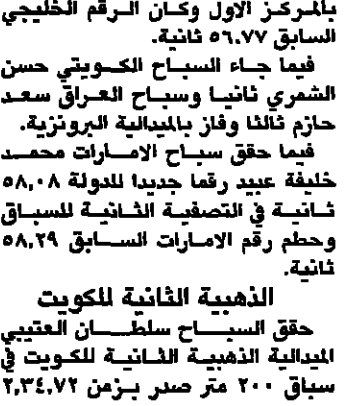 بالمركز الاول وكان الرقم الخليجي
السابق ٥٦،٧٧ ثانية.
فيما جاء السباح الكويتي حسن
الشمري ثانيا وسباح العراق سعد
حازم ثالثا وفاز بالميدالية البرونزية.
فيما حقق سباح الامارات محمد
خليفة عبيد رقما جديدا للدولة ٥٨,٠٨
ثانية في التصفية الثانية للسباق
وحطم رقم الامارات السابق ٥٨,٢٩
ثانية.
الذهبية الثانية للكويت
حقق السباح سلطان العتيبي
الميدالية الذهبية الثانية للكويت في
سباق ٢٠٠ متر صدر بزمن ٢,٣٤,٧٢